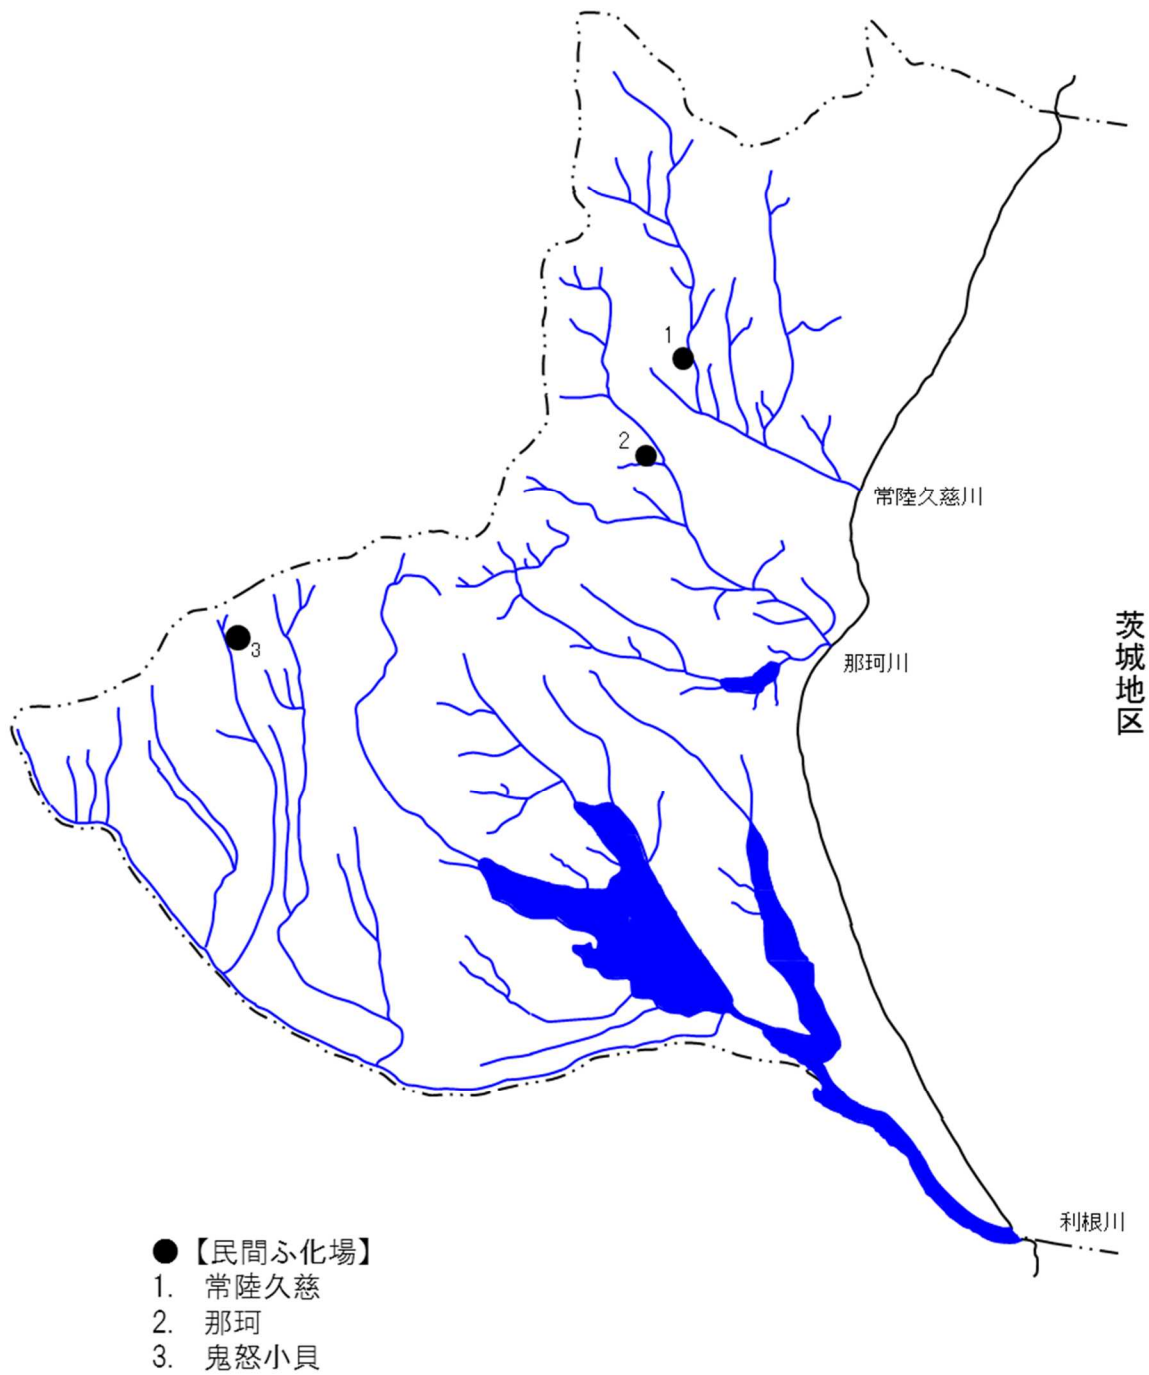 1
2
常陸久慈川
茨城地区
3
那珂川
利根川
●【民間ふ化場】
1. 常陸久慈
2. 那珂
3. 鬼怒小貝